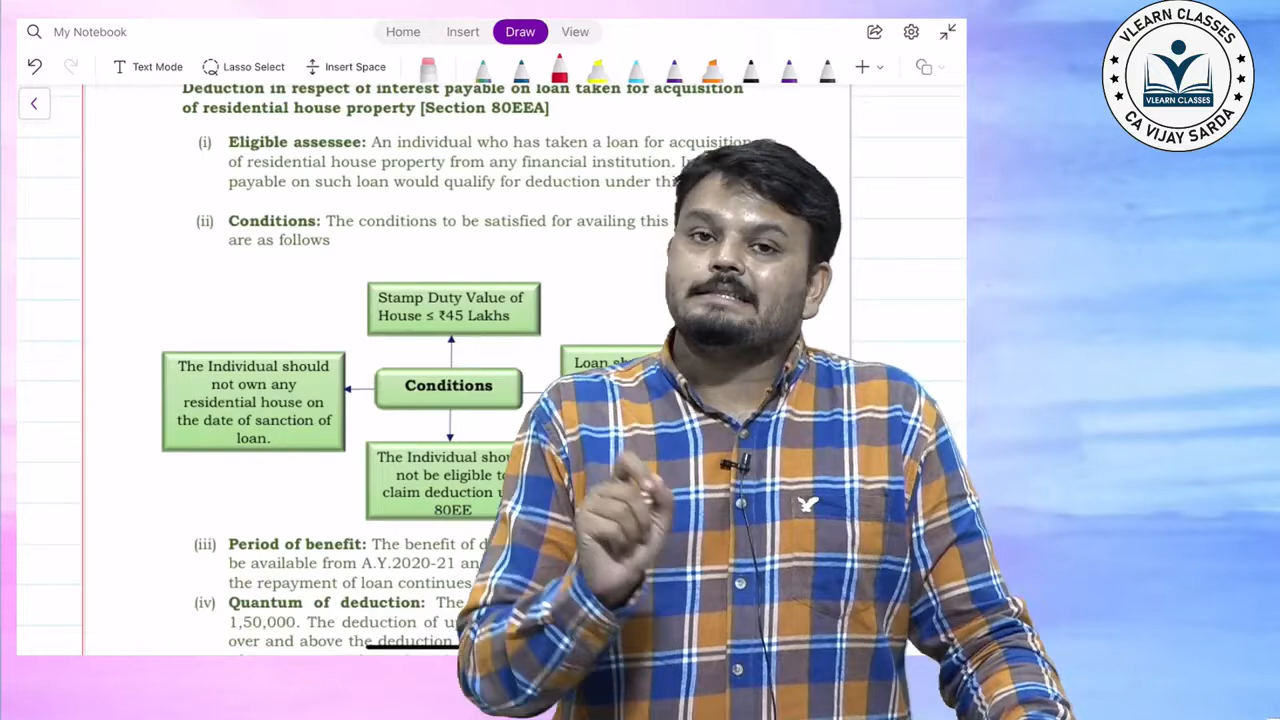 My Notebook
Home
Insert
Draw
View
Text Mode
Lasso Select
Insert Space
Deduction in respect of interest payable on loan taken for acquisition
of residential house property [Section 80EEA]
(i) Eligible assessee: An individual who has taken a loan for acquisition
of residential house property from any financial institution.
payable on such loan would qualify for deduction under
(ii) Conditions: The conditions to be satisfied for availing this
are as follows
Stamp Duty Value of
House ≤ ₹45 Lakhs
The Individual should
not own any
residential house on
the date of sanction of
loan.
Conditions
Loan
The Individual
not be eligible
claim deduction
80EE
(iii) Period of benefit: The benefit of
be available from A.Y.2020-21
the repayment of loan continues
(iv) Quantum of deduction: The
1,50,000. The deduction of
over and above the deduction
VLEARN CLASSES
VLEARN CLASSES
CA VIJAY SARDA